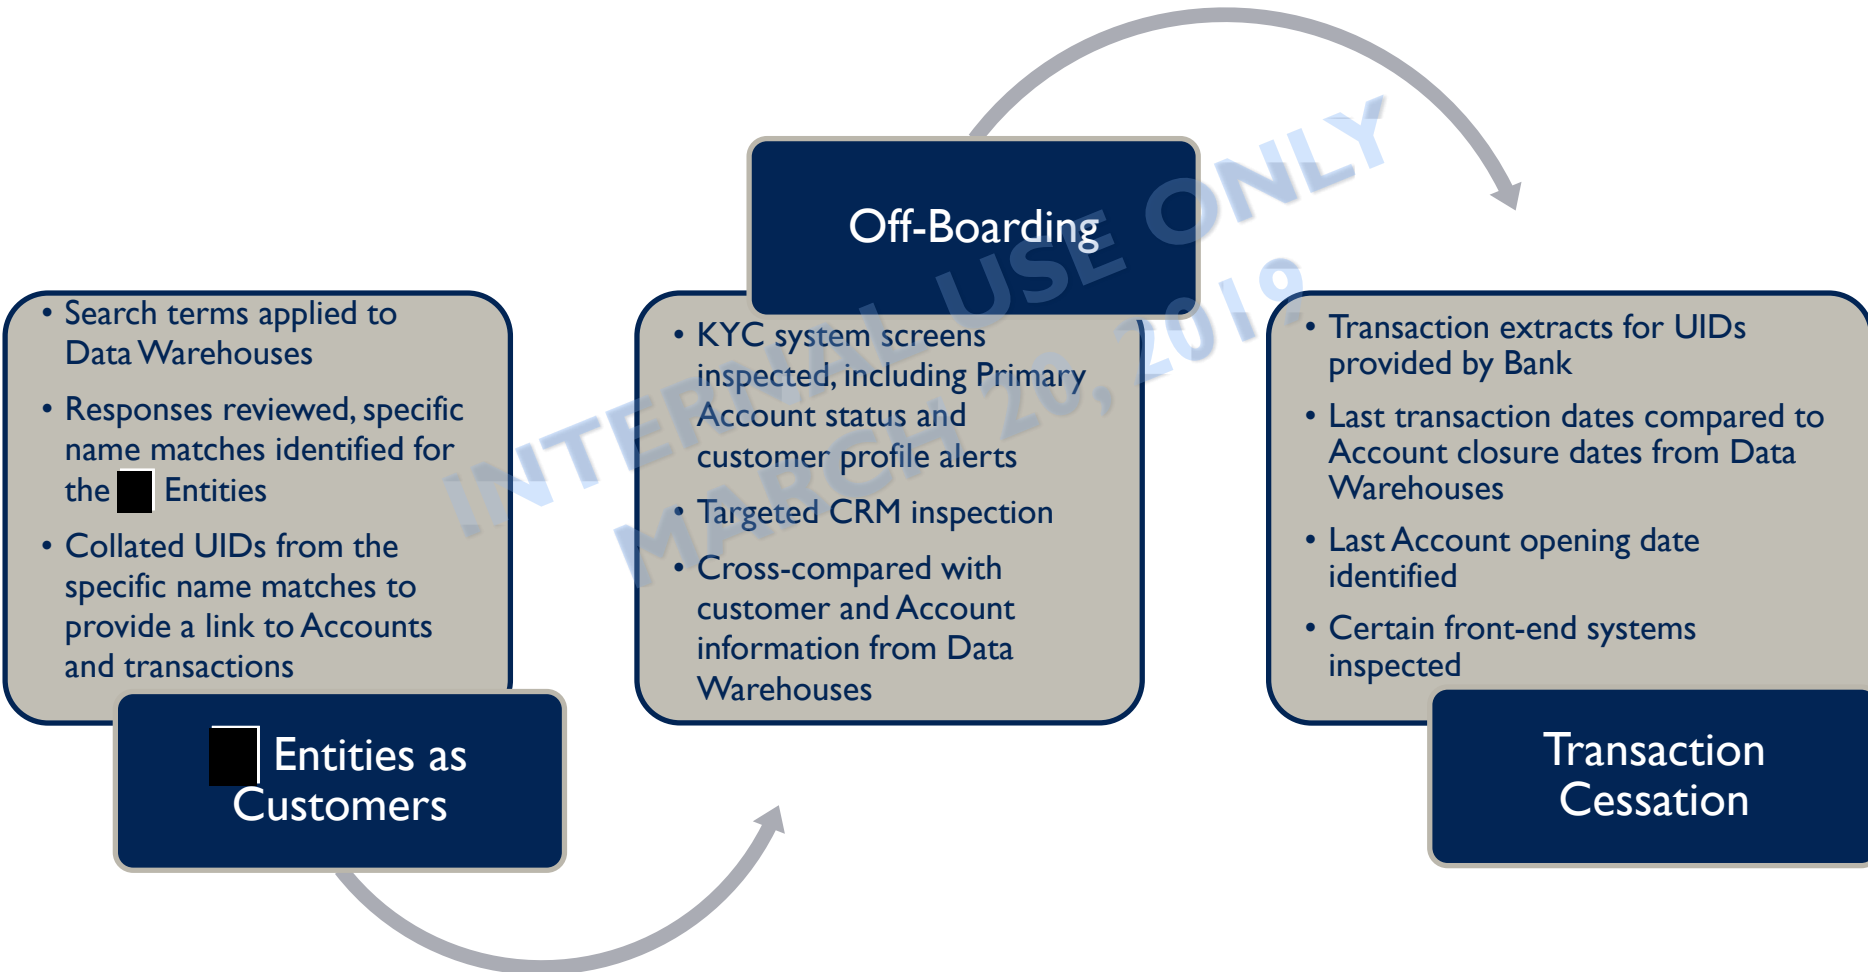 • Search terms applied to
Data Warehouses
• Responses reviewed, specific
name matches identified for
the Entities
• Collated UIDs from the
specific name matches to
provide a link to Accounts
and transactions
Entities as
Customers
Off-Boarding
• KYC system screens
inspected, including Primary
Account status and
customer profile alerts
• Targeted CRM inspection
• Cross-compared with
customer and Account
information from Data
Warehouses
• Transaction extracts for UIDs
provided by Bank
• Last transaction dates compared to
Account closure dates from Data
Warehouses
• Last Account opening date
identified
• Certain front-end systems
inspected
Transaction
Cessation
INTERNAL USE ONLY
MARCH 20, 2019